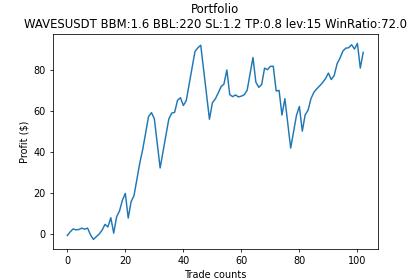 Portfolio
WAVESUSDT BBM:1.6 BBL:220 SL:1.2 TP:0.8 lev:15 WinRatio:72.0
80
60
40
20
0
Profit ($)
0 20 40 60 80 100
Trade counts